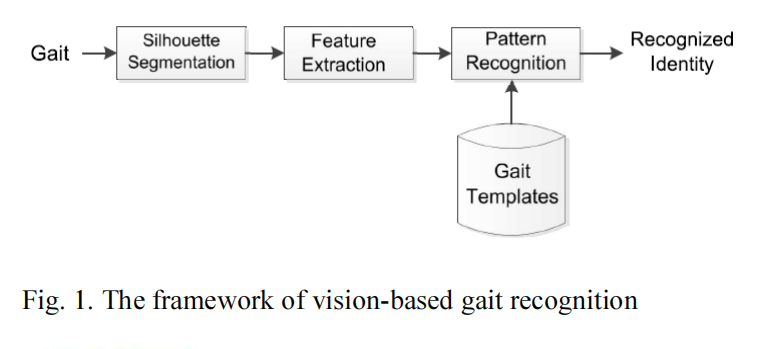 Gait
Silhouette
Segmentation
Feature
Extraction
Pattern
Recognition
Recognized
Identity
Gait
Templates
Fig. 1. The framework of vision-based gait recognition